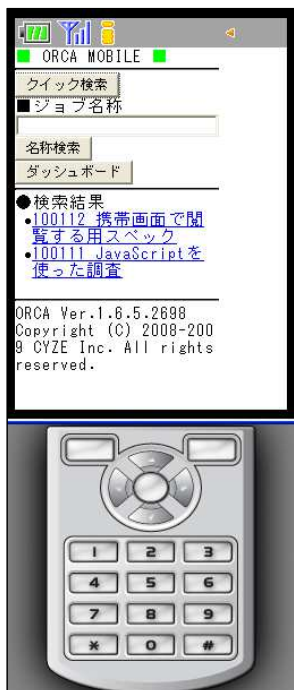 ORCA MOBILE
クイック検索
■ジョブ名称
名称検索
ダッシュボード
●検索結果
•100112 携帯画面で閲
覧する用スペック
•100111 JavaScriptを
使った調査
ORCA Ver.1.6.5.2698
Copyright (C) 2008-200
9 CYZE Inc. All rights
reserved.
1 2 3
4 5 6
7 8 9
* 0 #